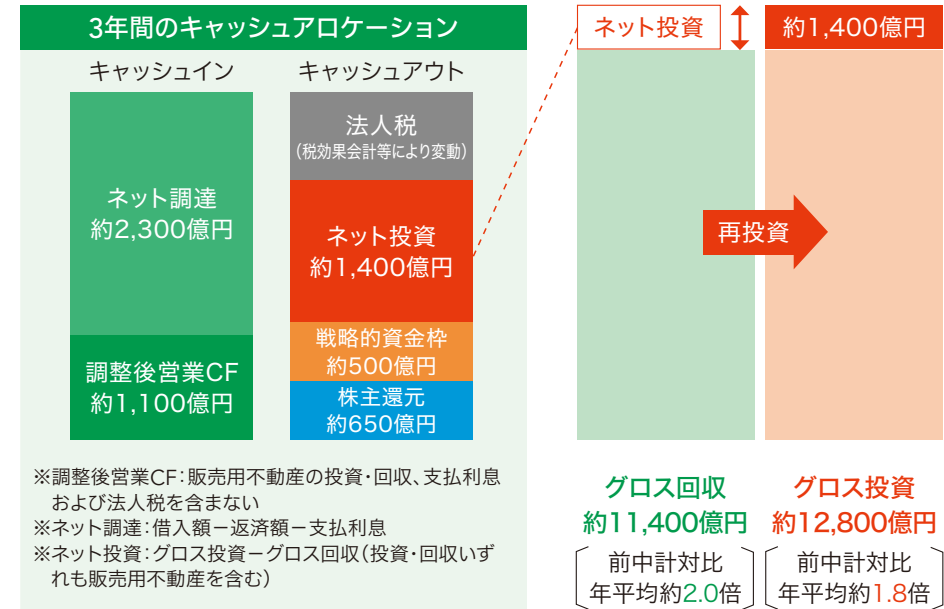 3年間のキャッシュアロケーション
キャッシュイン
キャッシュアウト
ネット調達
約2,300億円
調整後営業CF
約1,100億円
法人税
（税効果会計等により変動）
ネット投資
約1,400億円
戦略的資金枠
約500億円
株主還元
約650億円
※調整後営業CF：販売用不動産の投資・回収、支払利息
および法人税を含まない
※ネット調達：借入額－返済額－支払利息
※ネット投資：グロス投資－グロス回収（投資・回収いず
れも販売用不動産を含む）
ネット投資
約1,400億円
再投資
グロス回収
約11,400億円
前中計対比
年平均約2.0倍
グロス投資
約12,800億円
前中計対比
年平均約1.8倍